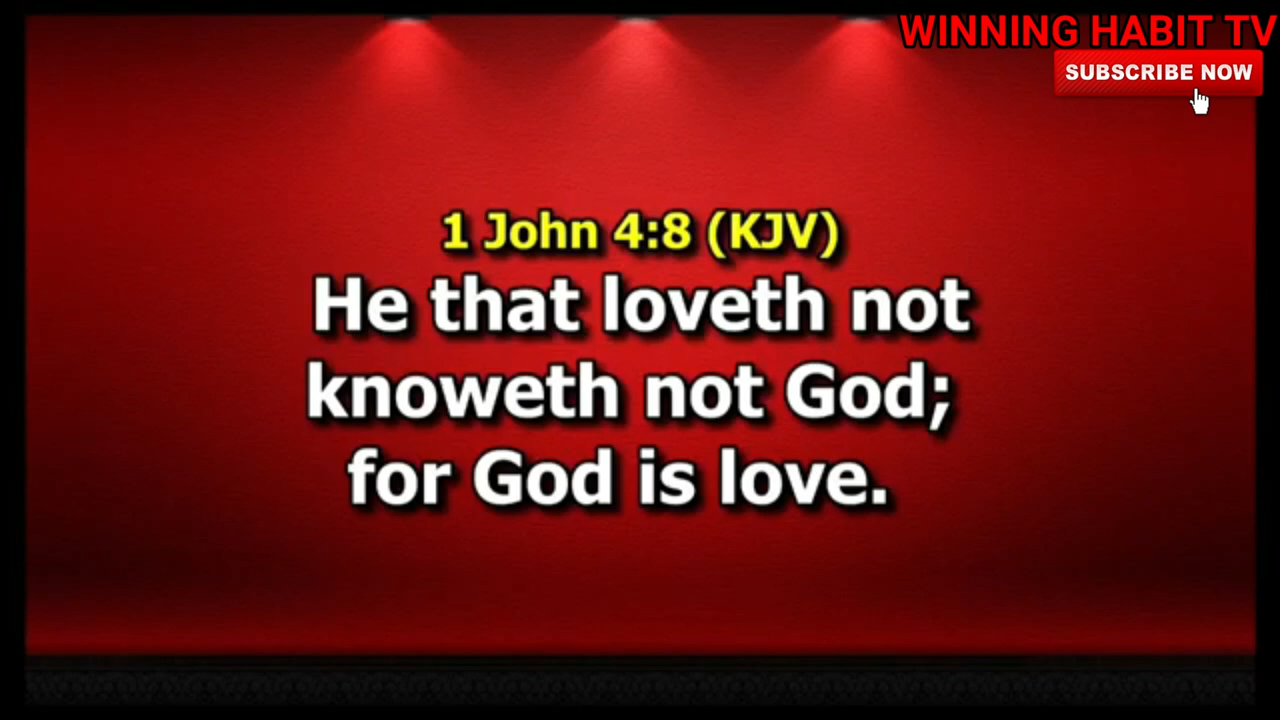 WINNING HABIT TV
SUBSCRIBE NOW
1 John 4:8 (KJV)
He that loveth not
knoweth not God;
for God is love.